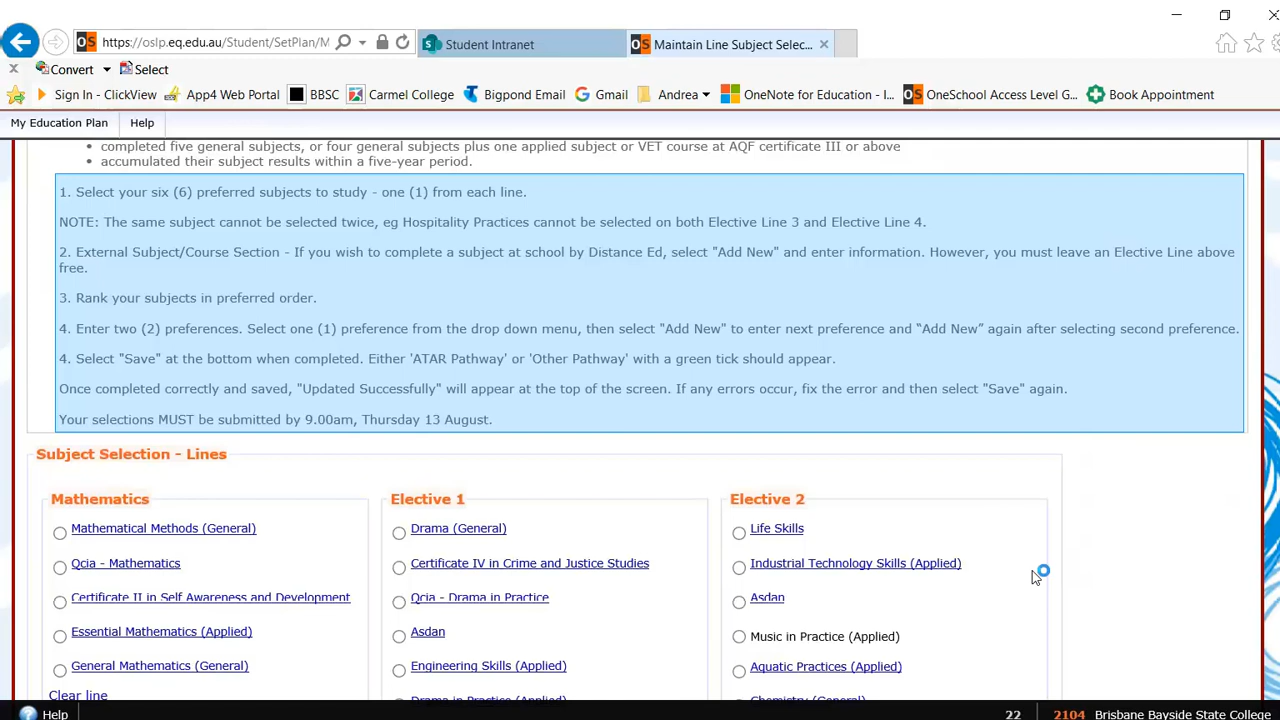 https://oslp.eq.edu.au/Student/SetPlan/M
Student Intranet
Maintain Line Subject Selec...
Convert
Select
Sign In - ClickView
App4 Web Portal
BBSC
Carmel College
Bigpond Email
Gmail
Andrea
OneNote for Education - I...
OneSchool Access Level G...
Book Appointment
My Education Plan
Help
completed five general subjects, or four general subjects plus one applied subject or VET course at AQF certificate III or above
accumulated their subject results within a five-year period.
1. Select your six (6) preferred subjects to study - one (1) from each line.
NOTE: The same subject cannot be selected twice, eg Hospitality Practices cannot be selected on both Elective Line 3 and Elective Line 4.
2. External Subject/Course Section - If you wish to complete a subject at school by Distance Ed, select "Add New" and enter information. However, you must leave an Elective Line above
free.
3. Rank your subjects in preferred order.
4. Enter two (2) preferences. Select one (1) preference from the drop down menu, then select "Add New" to enter next preference and “Add New” again after selecting second preference.
4. Select "Save" at the bottom when completed. Either 'ATAR Pathway' or 'Other Pathway' with a green tick should appear.
Once completed correctly and saved, "Updated Successfully" will appear at the top of the screen. If any errors occur, fix the error and then select "Save" again.
Your selections MUST be submitted by 9.00am, Thursday 13 August.
Subject Selection - Lines
Mathematics
Mathematical Methods (General)
Qcia - Mathematics
Certificate II in Self Awareness and Development
Essential Mathematics (Applied)
General Mathematics (General)
Clear line
Elective 1
Drama (General)
Certificate IV in Crime and Justice Studies
Qcia - Drama in Practice
Asdan
Engineering Skills (Applied)
Drama in Practice (Applied)
Elective 2
Life Skills
Industrial Technology Skills (Applied)
Asdan
Music in Practice (Applied)
Aquatic Practices (Applied)
Chemistry (General)
Help
22
2104 Brisbane Bayside State College